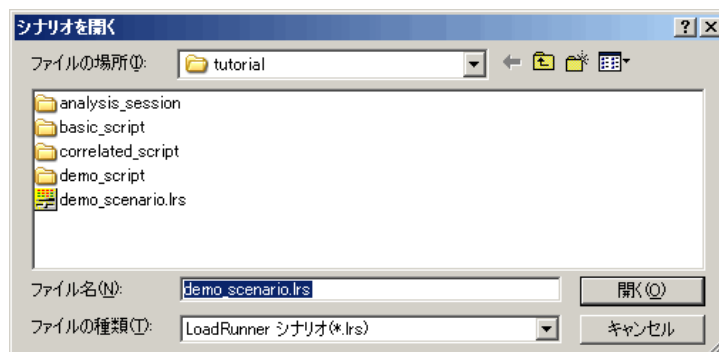 シナリオを開く
ファイルの場所(I):
tutorial
analysis_session
basic_script
correlated_script
demo_script
demo_scenario.lrs
ファイル名(N):
demo_scenario.lrs
開く(O)
ファイルの種類(T):
LoadRunner シナリオ(*.lrs)
キャンセル